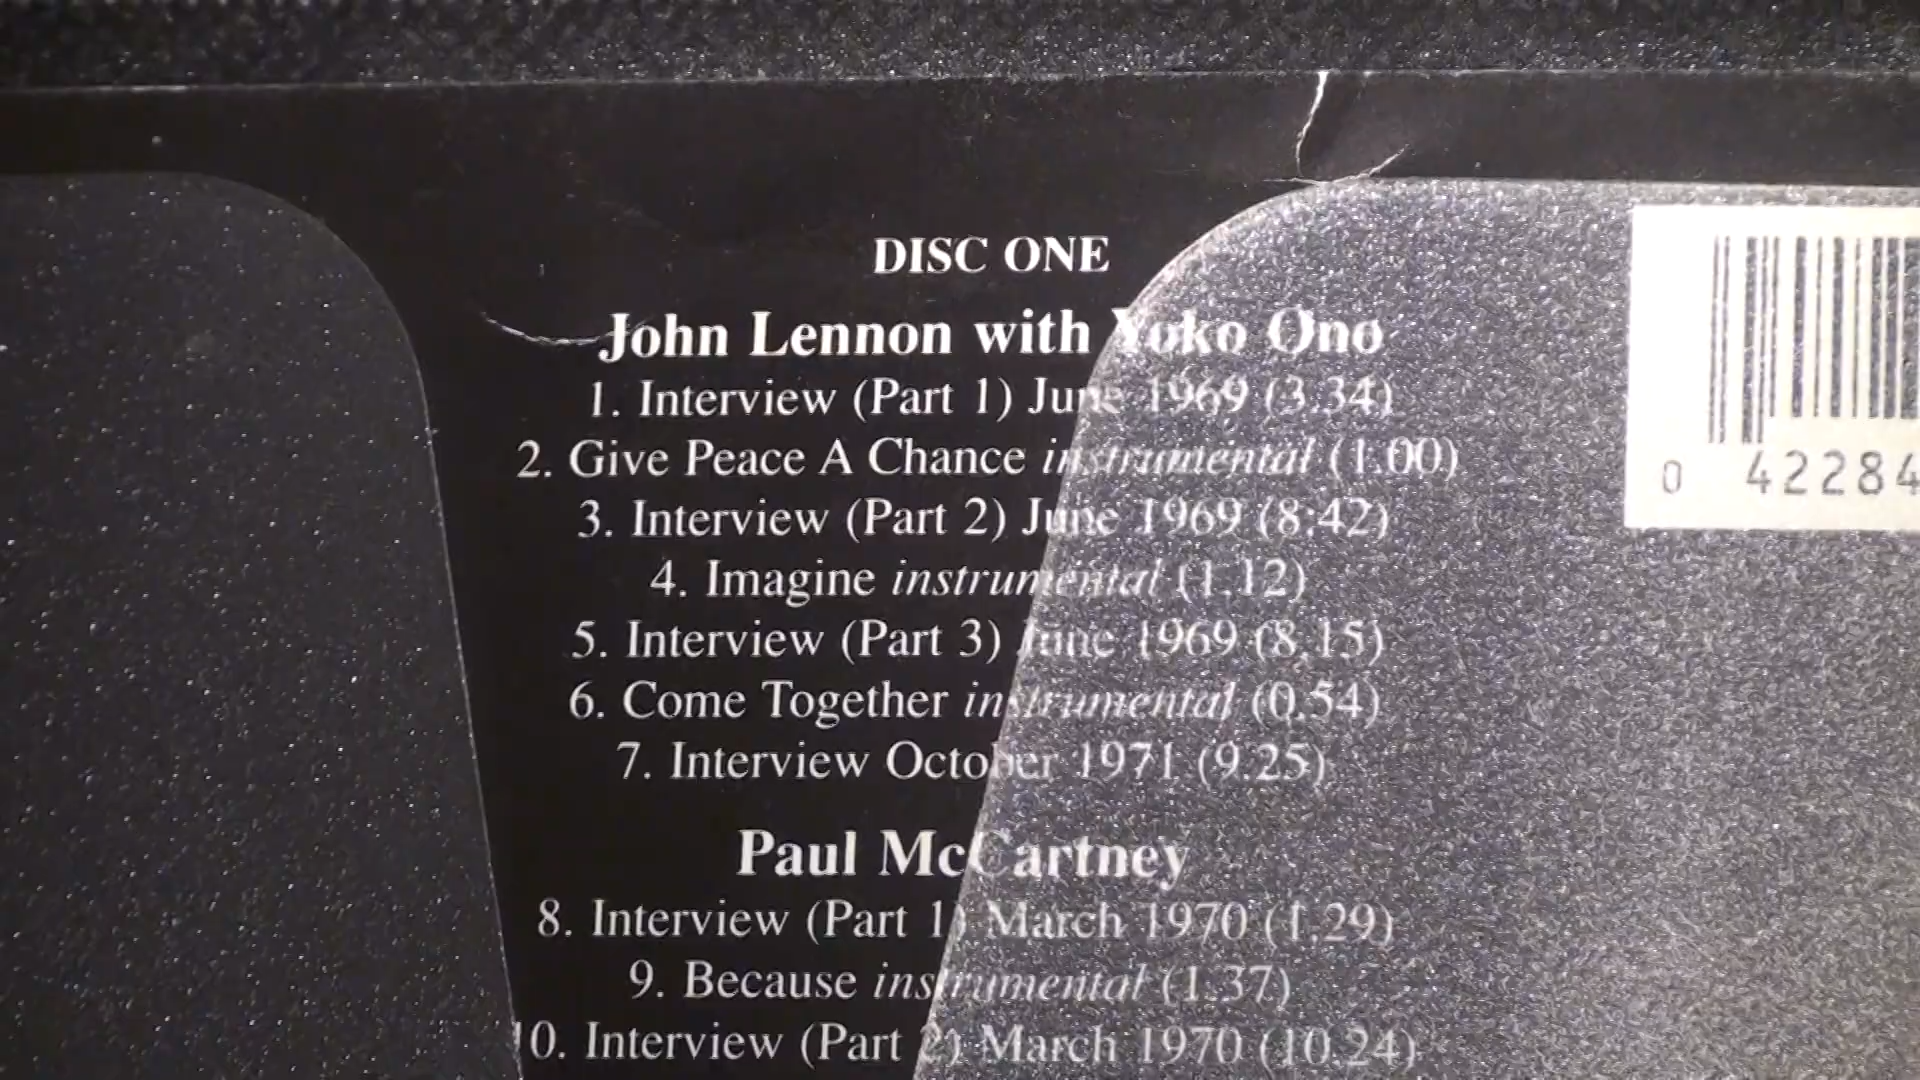 DISC ONE
John Lennon with Yoko Ono
1. Interview (Part 1) June 1969 (3.34)
2. Give Peace A Chance instrumental (1.00)
3. Interview (Part 2) June 1969 (8:42)
4. Imagine instrumental (1.12)
5. Interview (Part 3) June 1969 (8.15)
6. Come Together instrumental (0.54)
7. Interview October 1971 (9.25)
Paul McCartney
8. Interview (Part 1) March 1970 (1.29)
9. Because instrumental (1.37)
10. Interview (Part 2) March 1970 (10.24)
0 42284